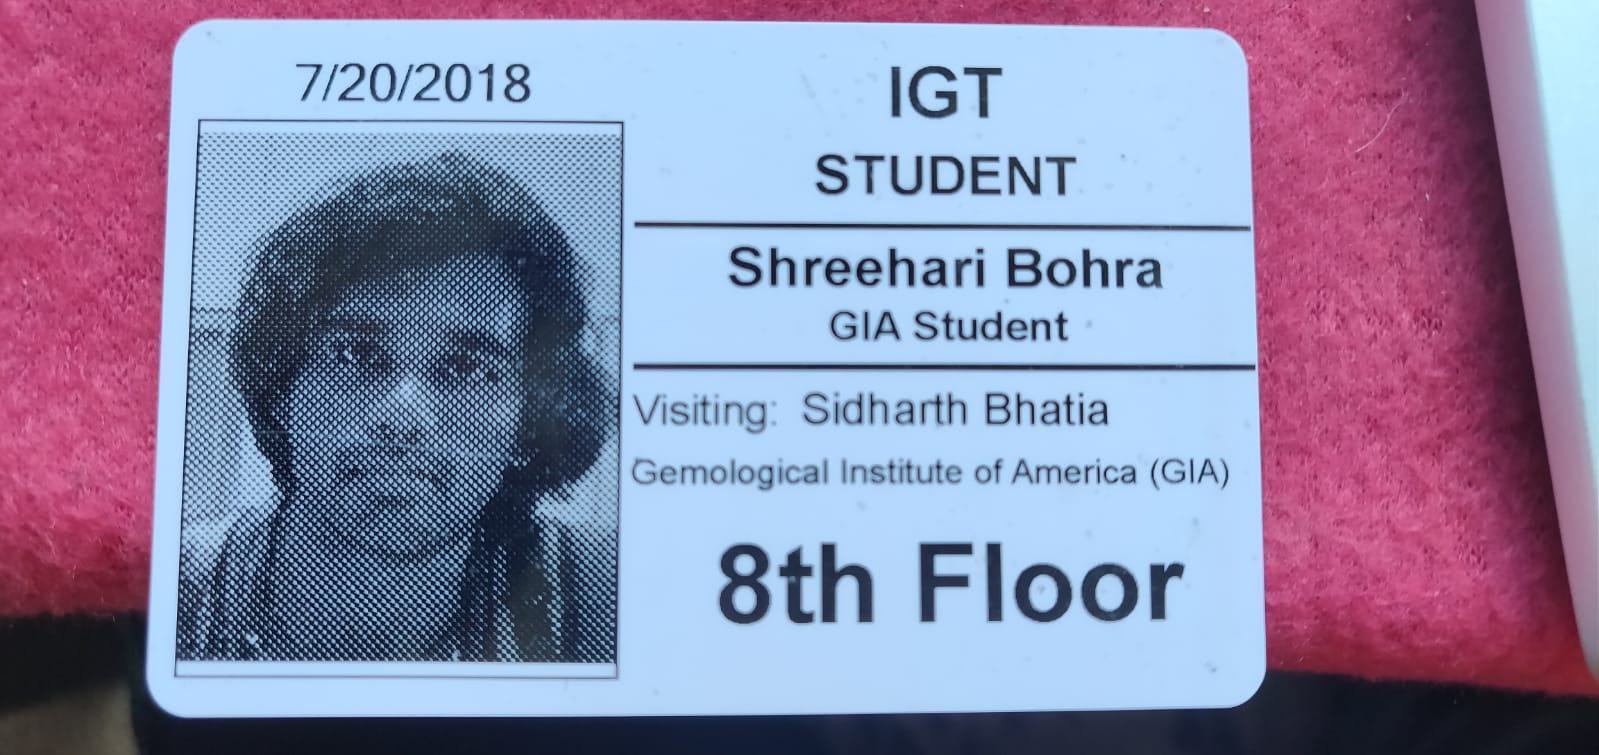 7/20/2018
IGT
STUDENT
Shreehari Bohra
GIA Student
Visiting: Sidharth Bhatia
Gemological Institute of America (GIA)
8th Floor